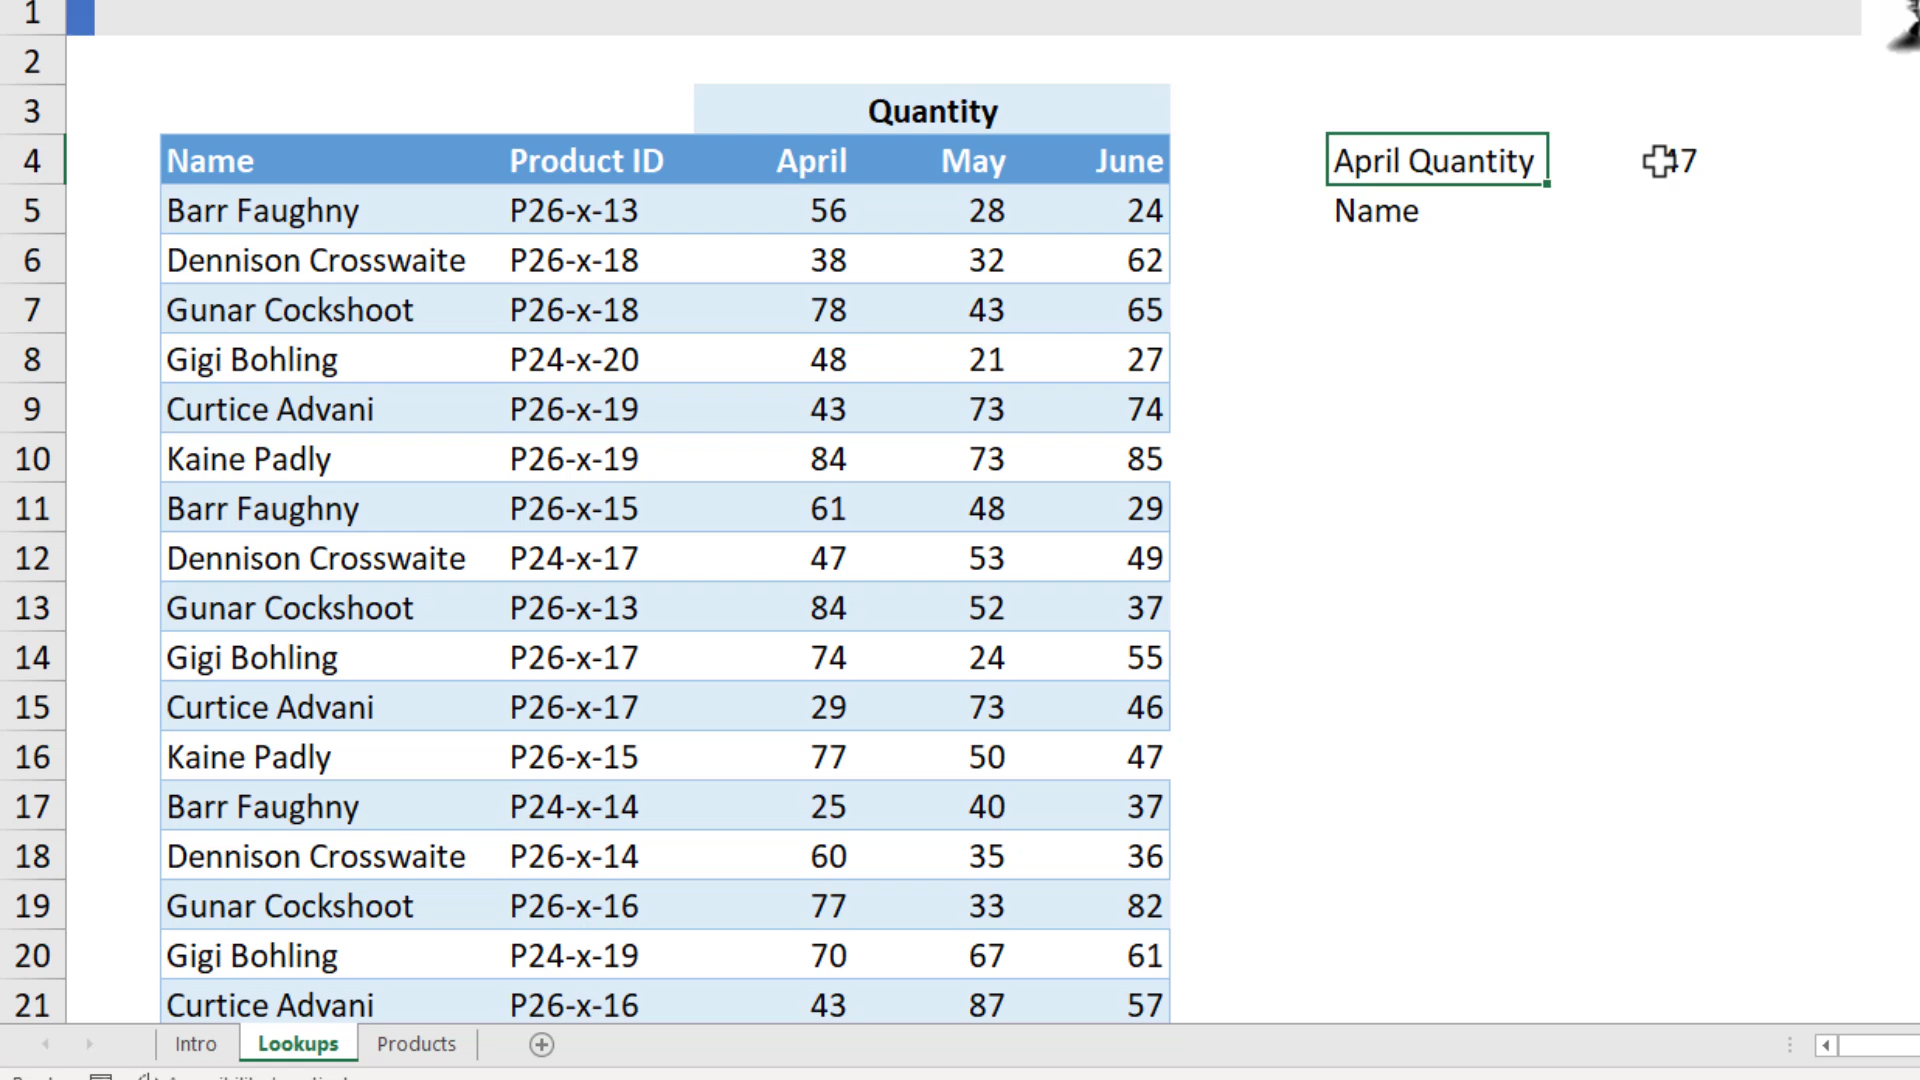 1
2
3 Quantity
4 Name Product ID April May June April Quantity 47
5 Barr Faughny P26-x-13 56 28 24 Name
6 Dennison Crosswaite P26-x-18 38 32 62
7 Gunar Cockshoot P26-x-18 78 43 65
8 Gigi Bohling P24-x-20 48 21 27
9 Curtice Advani P26-x-19 43 73 74
10 Kaine Padly P26-x-19 84 73 85
11 Barr Faughny P26-x-15 61 48 29
12 Dennison Crosswaite P24-x-17 47 53 49
13 Gunar Cockshoot P26-x-13 84 52 37
14 Gigi Bohling P26-x-17 74 24 55
15 Curtice Advani P26-x-17 29 73 46
16 Kaine Padly P26-x-15 77 50 47
17 Barr Faughny P24-x-14 25 40 37
18 Dennison Crosswaite P26-x-14 60 35 36
19 Gunar Cockshoot P26-x-16 77 33 82
20 Gigi Bohling P24-x-19 70 67 61
21 Curtice Advani P26-x-16 43 87 57
Intro Lookups Products